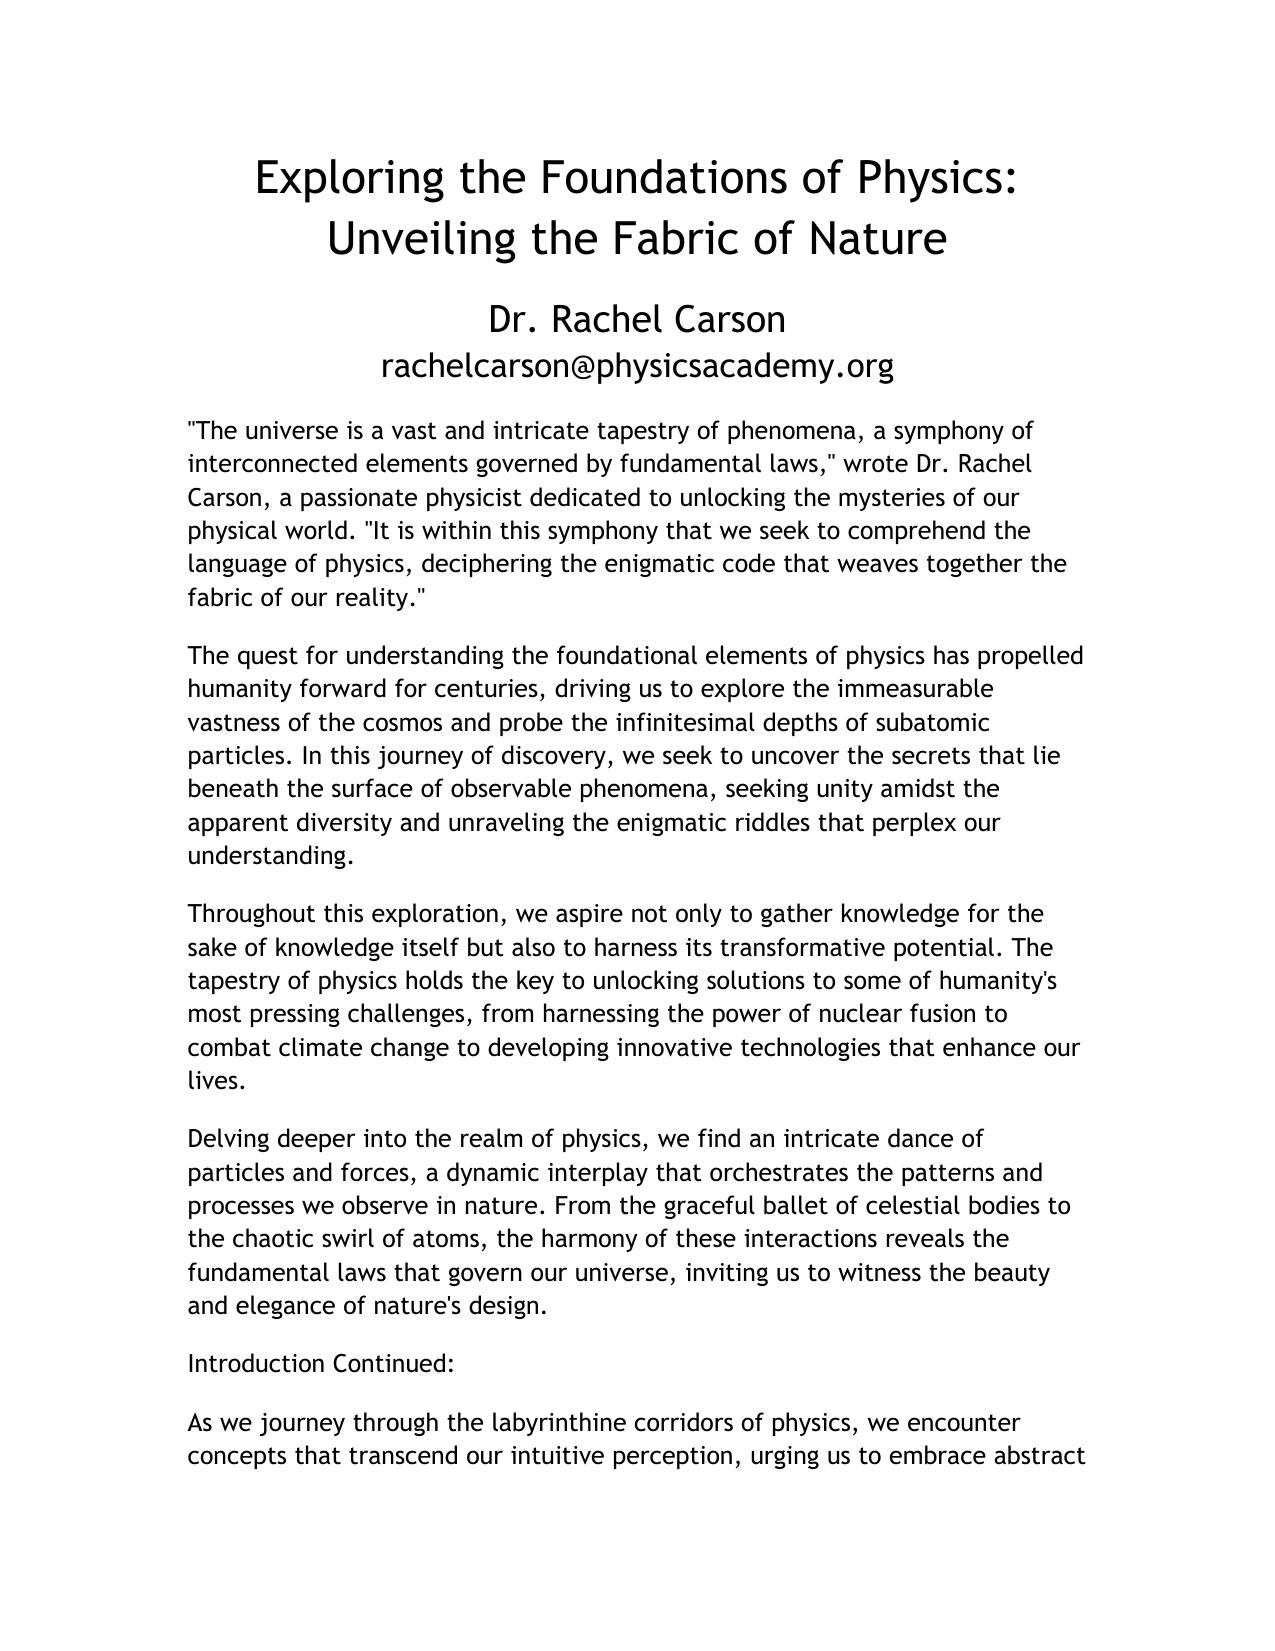 Exploring the Foundations of Physics:
Unveiling the Fabric of Nature
Dr. Rachel Carson
rachelcarson@physicsacademy.org
"The universe is a vast and intricate tapestry of phenomena, a symphony of
interconnected elements governed by fundamental laws," wrote Dr. Rachel
Carson, a passionate physicist dedicated to unlocking the mysteries of our
physical world. "It is within this symphony that we seek to comprehend the
language of physics, deciphering the enigmatic code that weaves together the
fabric of our reality."
The quest for understanding the foundational elements of physics has propelled
humanity forward for centuries, driving us to explore the immeasurable
vastness of the cosmos and probe the infinitesimal depths of subatomic
particles. In this journey of discovery, we seek to uncover the secrets that lie
beneath the surface of observable phenomena, seeking unity amidst the
apparent diversity and unraveling the enigmatic riddles that perplex our
understanding.
Throughout this exploration, we aspire not only to gather knowledge for the
sake of knowledge itself but also to harness its transformative potential. The
tapestry of physics holds the key to unlocking solutions to some of humanity's
most pressing challenges, from harnessing the power of nuclear fusion to
combat climate change to developing innovative technologies that enhance our
lives.
Delving deeper into the realm of physics, we find an intricate dance of
particles and forces, a dynamic interplay that orchestrates the patterns and
processes we observe in nature. From the graceful ballet of celestial bodies to
the chaotic swirl of atoms, the harmony of these interactions reveals the
fundamental laws that govern our universe, inviting us to witness the beauty
and elegance of nature's design.
Introduction Continued:
As we journey through the labyrinthine corridors of physics, we encounter
concepts that transcend our intuitive perception, urging us to embrace abstract